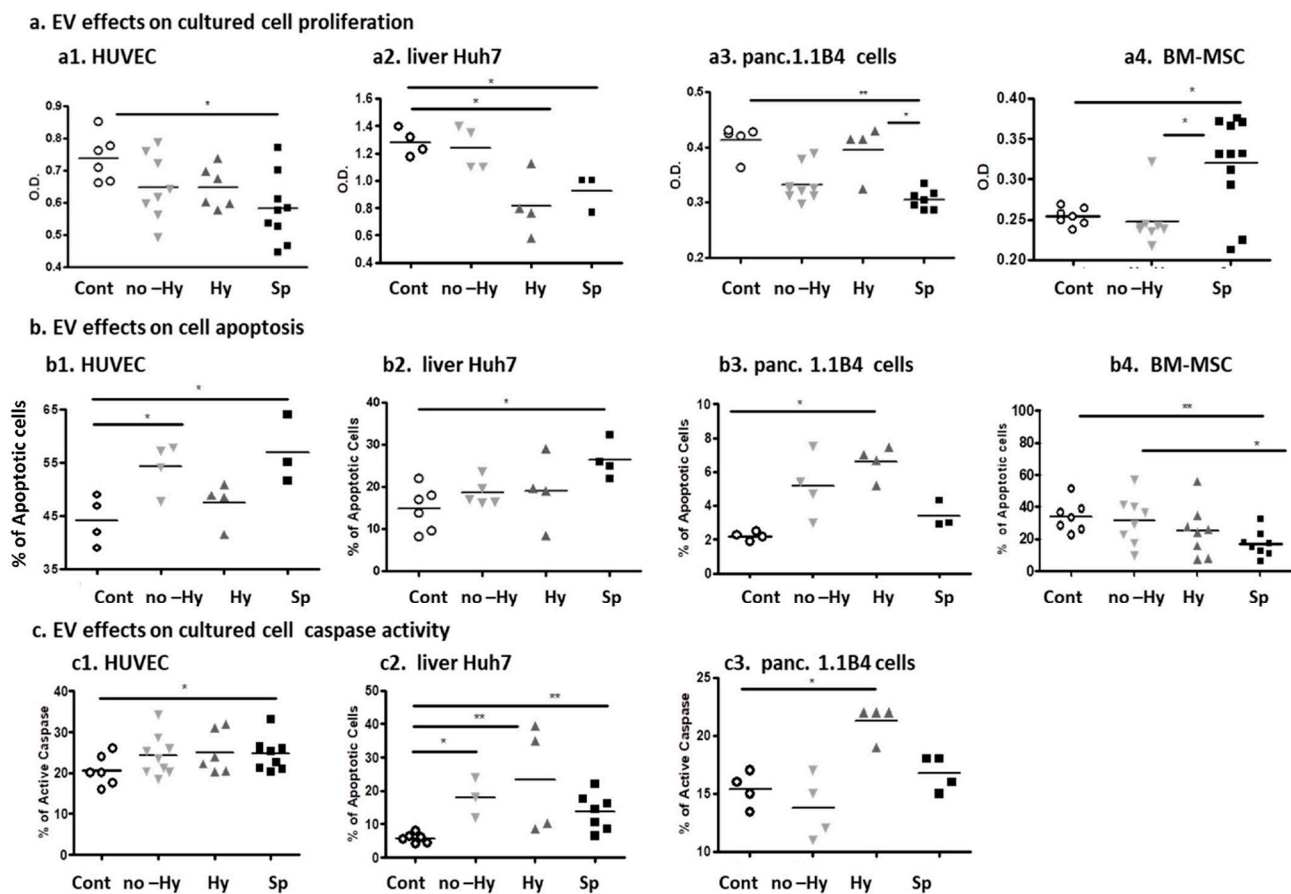 a. EV effects on cultured cell proliferation
a1. HUVEC
a2. liver Huh7
a3. panc.1.1B4 cells
a4. BM-MSC
O.D.
0.9
0.8
0.7
0.6
0.5
0.4
*
Cont no –Hy Hy Sp
O.D.
1.6
1.4
1.2
1.0
0.8
0.6
0.4
*
*
Cont no –Hy Hy Sp
O.D.
0.5
0.4
0.3
0.2
**
*
Cont no –Hy Hy Sp
O.D
0.40
0.35
0.30
0.25
0.20
*
*
Cont no –Hy Sp
b. EV effects on cell apoptosis
b1. HUVEC
b2. liver Huh7
b3. panc. 1.1B4 cells
b4. BM-MSC
% of Apoptotic cells
65
55
45
35
*
*
Cont no –Hy Hy Sp
% of Apoptotic Cells
40
30
20
10
0
*
Cont no –Hy Hy Sp
% of Apoptotic Cells
10
8
6
4
2
0
*
Cont no –Hy Hy Sp
% of Apoptotic Cells
100
80
60
40
20
0
**
*
Cont no –Hy Hy Sp
c. EV effects on cultured cell caspase activity
c1. HUVEC
c2. liver Huh7
c3. panc. 1.1B4 cells
% of Active Caspase
40
30
20
10
0
*
Cont no –Hy Hy Sp
% of Apoptotic Cells
50
40
30
20
10
0
**
**
*
Cont no –Hy Hy Sp
% of Active Caspase
25
20
15
10
*
Cont no –Hy Hy Sp